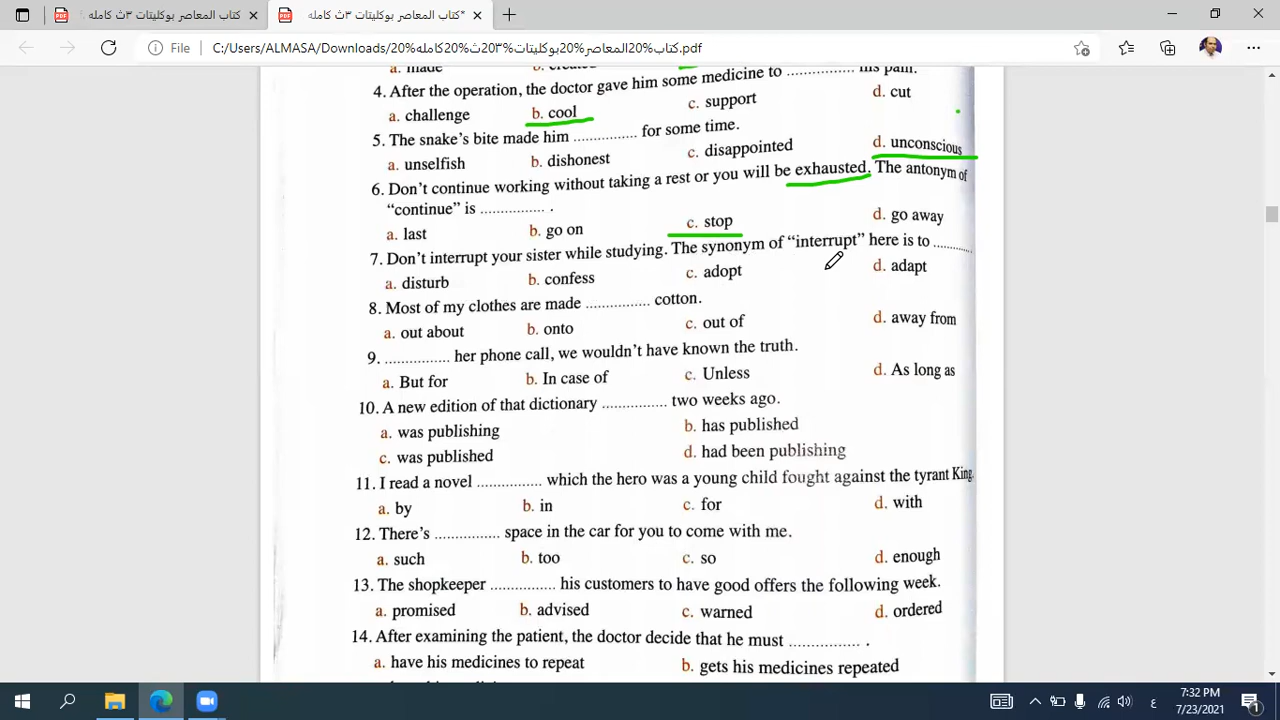 كتاب المعاصر بوكليتات ٣ث كامله
*كتاب المعاصر بوكليتات ٣ث كامله
File
C:/Users/ALMASA/Downloads/20%كتاب%20المعاصر%20بوكليتات%20٣ث%20كامله.pdf
a. made b. created
4. After the operation, the doctor gave him some medicine to ............... his pain.
a. challenge b. cool c. support d. cut
5. The snake's bite made him ............... for some time.
a. unselfish b. dishonest c. disappointed d. unconscious
6. Don't continue working without taking a rest or you will be exhausted. The antonym of
"continue" is ............... .
a. last b. go on c. stop d. go away
7. Don't interrupt your sister while studying. The synonym of "interrupt" here is to ..........
a. disturb b. confess c. adopt d. adapt
8. Most of my clothes are made ............... cotton.
a. out about b. onto c. out of d. away from
9. ............... her phone call, we wouldn't have known the truth.
a. But for b. In case of c. Unless d. As long as
10. A new edition of that dictionary ............... two weeks ago.
a. was publishing b. has published
c. was published d. had been publishing
11. I read a novel ............... which the hero was a young child fought against the tyrant King.
a. by b. in c. for d. with
12. There's ............... space in the car for you to come with me.
a. such b. too c. so d. enough
13. The shopkeeper ............... his customers to have good offers the following week.
a. promised b. advised c. warned d. ordered
14. After examining the patient, the doctor decide that he must ............... .
a. have his medicines to repeat b. gets his medicines repeated
ع
7:32 PM
7/23/2021
1